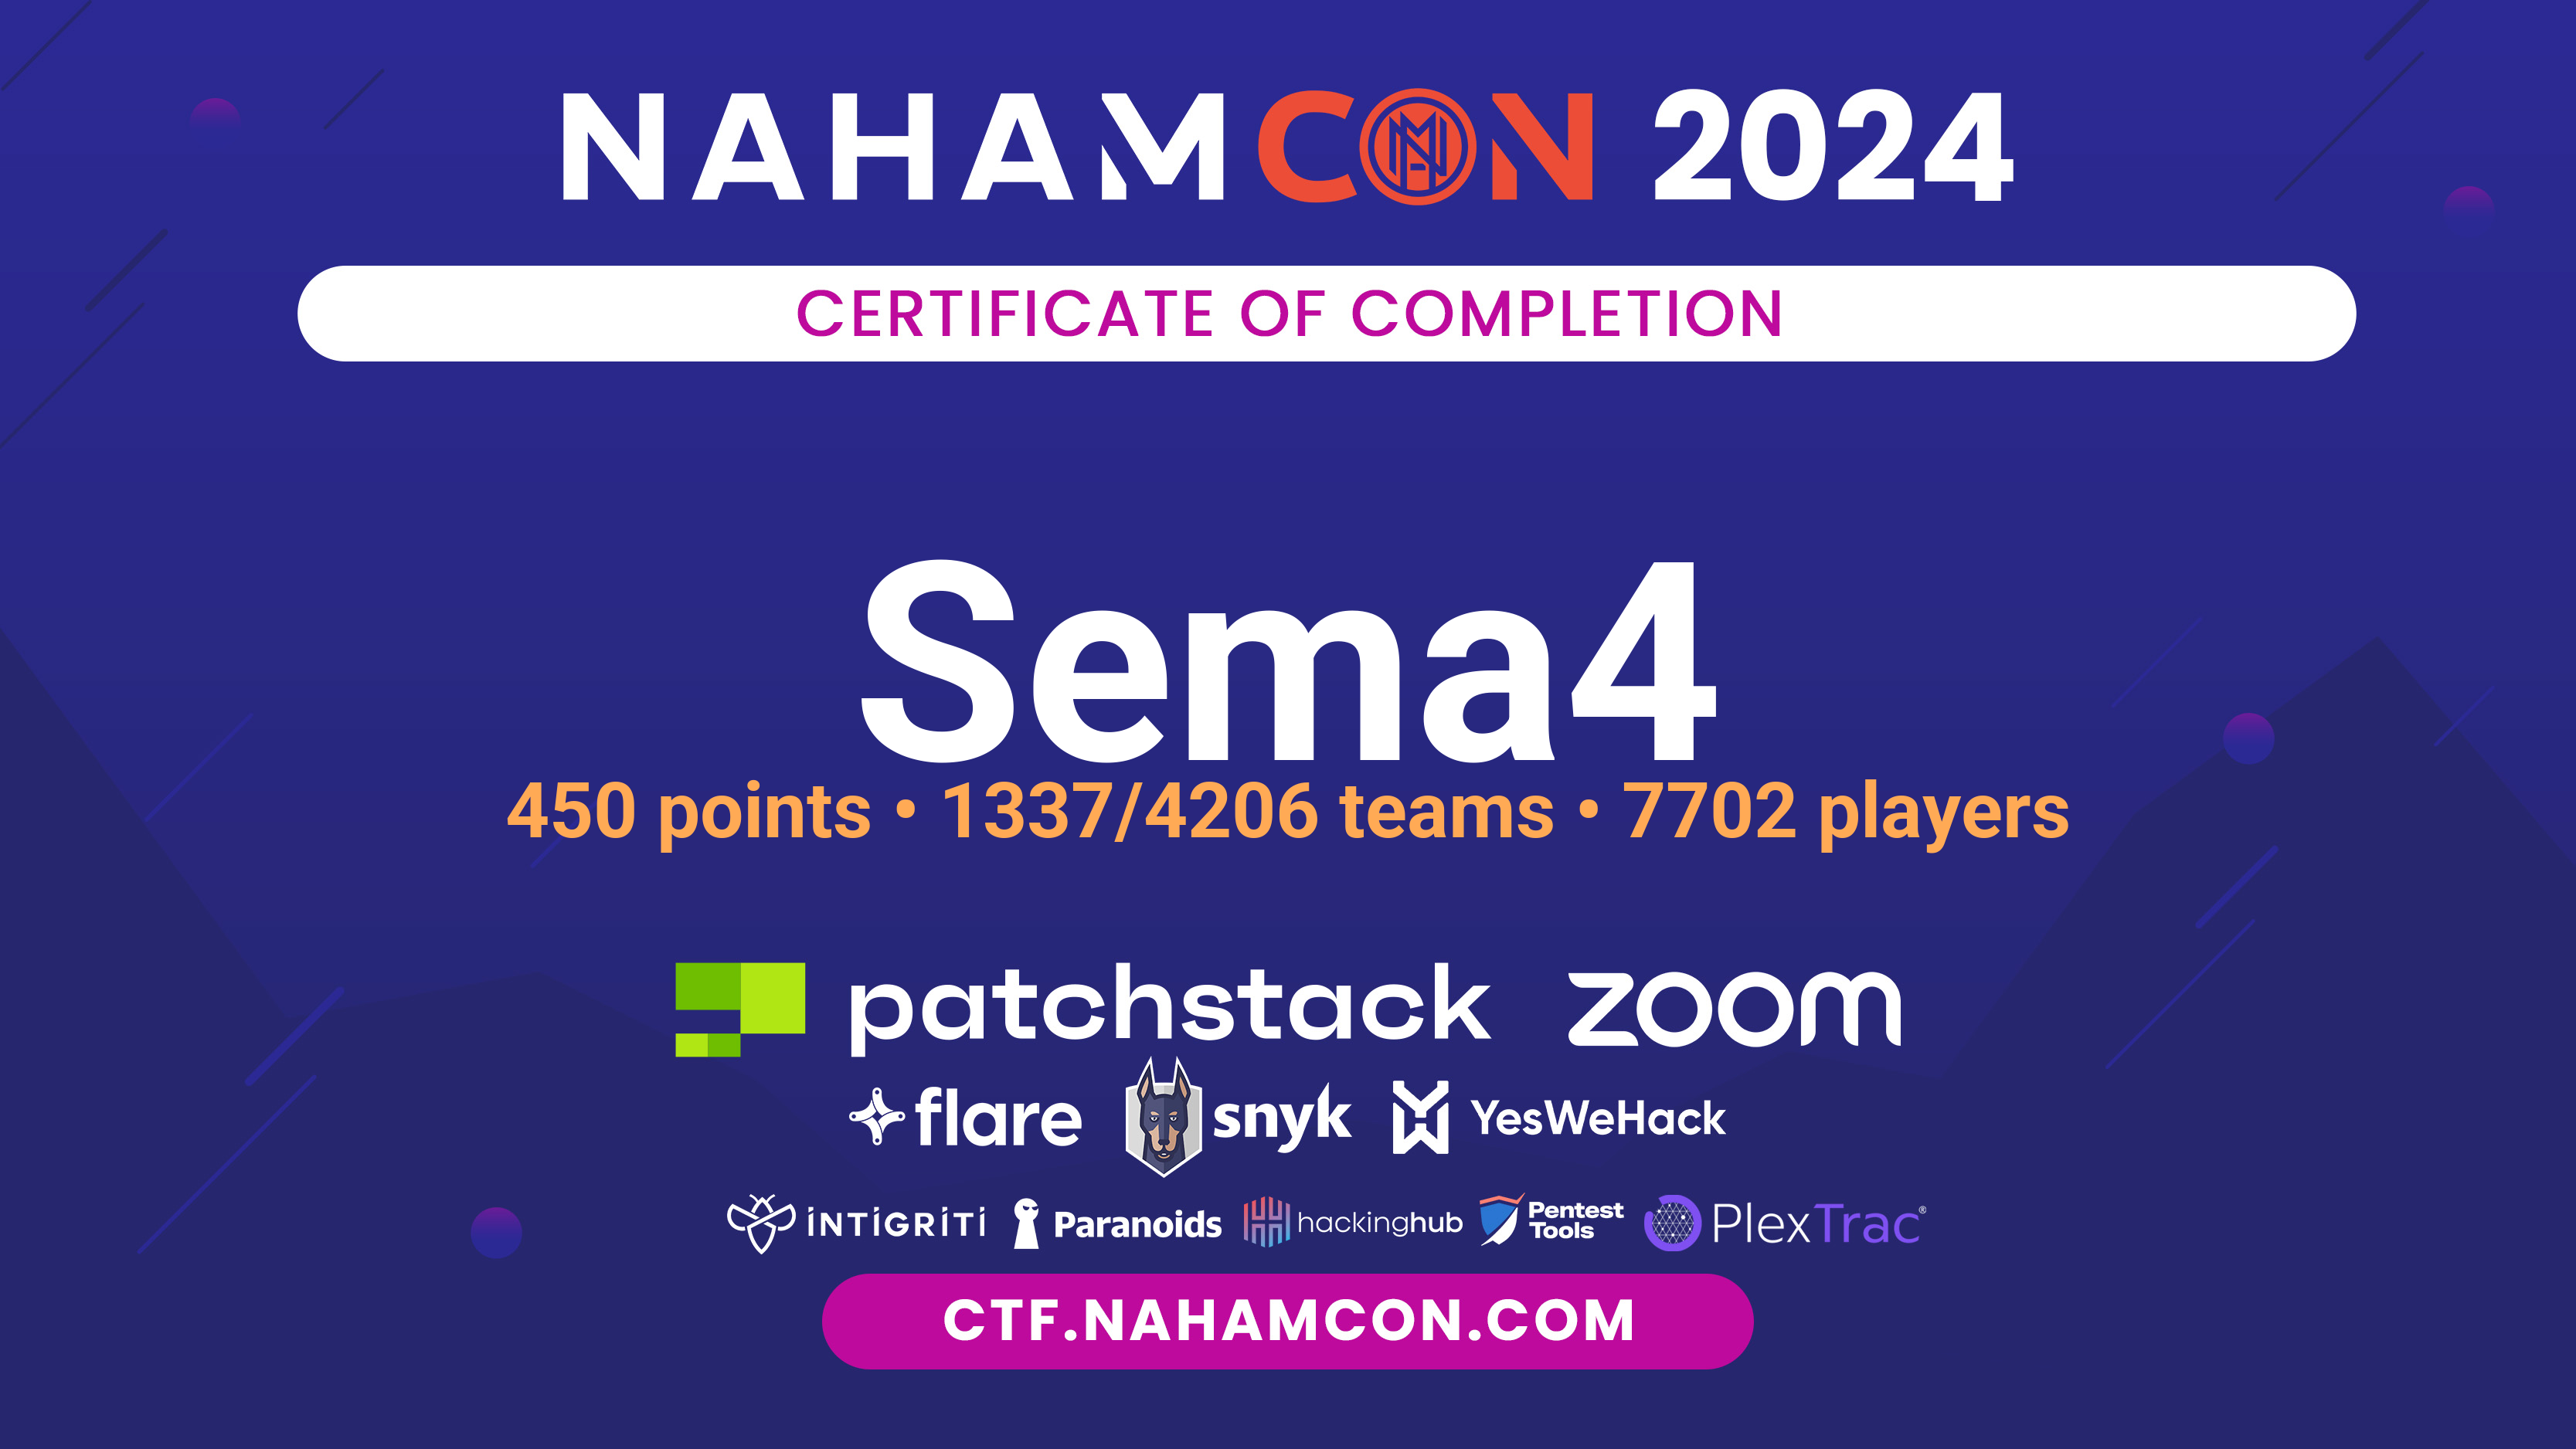 NAHAMCON 2024
CERTIFICATE OF COMPLETION
Sema4
450 points • 1337/4206 teams • 7702 players
patchstack zoom
flare snyk YesWeHack
INTIGRITI Paranoids hackinghub Pentest Tools PlexTrac®
CTF.NAHAMCON.COM